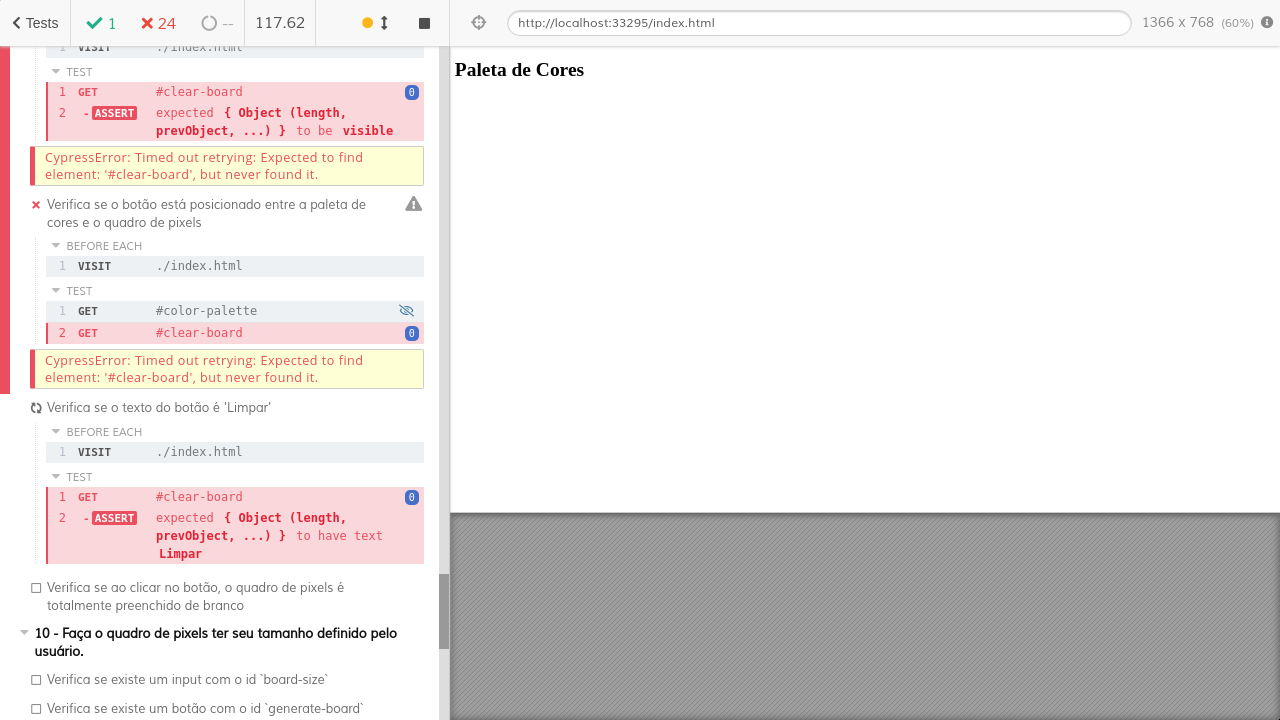 Tests
1
24
--
117.62
http://localhost:33295/index.html
1366 x 768 (60%)
1 VISIT ./index.html
TEST
1 GET #clear-board 0
2 - ASSERT expected { Object (length,
prevObject, ...) } to be visible
CypressError: Timed out retrying: Expected to find
element: '#clear-board', but never found it.
Verifica se o botão está posicionado entre a paleta de
cores e o quadro de pixels
BEFORE EACH
1 VISIT ./index.html
TEST
1 GET #color-palette
2 GET #clear-board 0
CypressError: Timed out retrying: Expected to find
element: '#clear-board', but never found it.
Verifica se o texto do botão é 'Limpar'
BEFORE EACH
1 VISIT ./index.html
TEST
1 GET #clear-board 0
2 - ASSERT expected { Object (length,
prevObject, ...) } to have text
Limpar
Verifica se ao clicar no botão, o quadro de pixels é
totalmente preenchido de branco
10 - Faça o quadro de pixels ter seu tamanho definido pelo
usuário.
Verifica se existe um input com o id `board-size`
Verifica se existe um botão com o id `generate-board`
Paleta de Cores